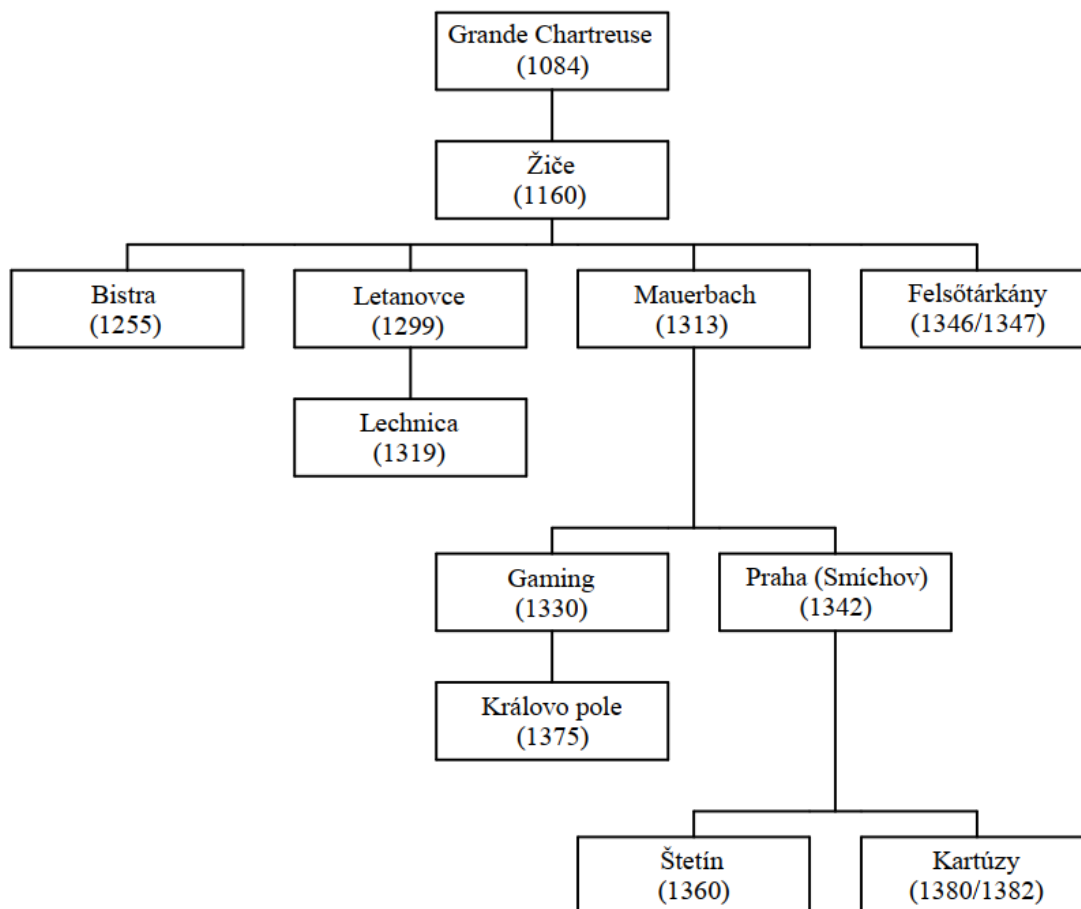 Grande Chartreuse
(1084)
Žiče
(1160)
Bistra
(1255)
Letanovce
(1299)
Mauerbach
(1313)
Felsőtárkány
(1346/1347)
Lechnica
(1319)
Gaming
(1330)
Praha (Smíchov)
(1342)
Královo pole
(1375)
Štetín
(1360)
Kartúzy
(1380/1382)